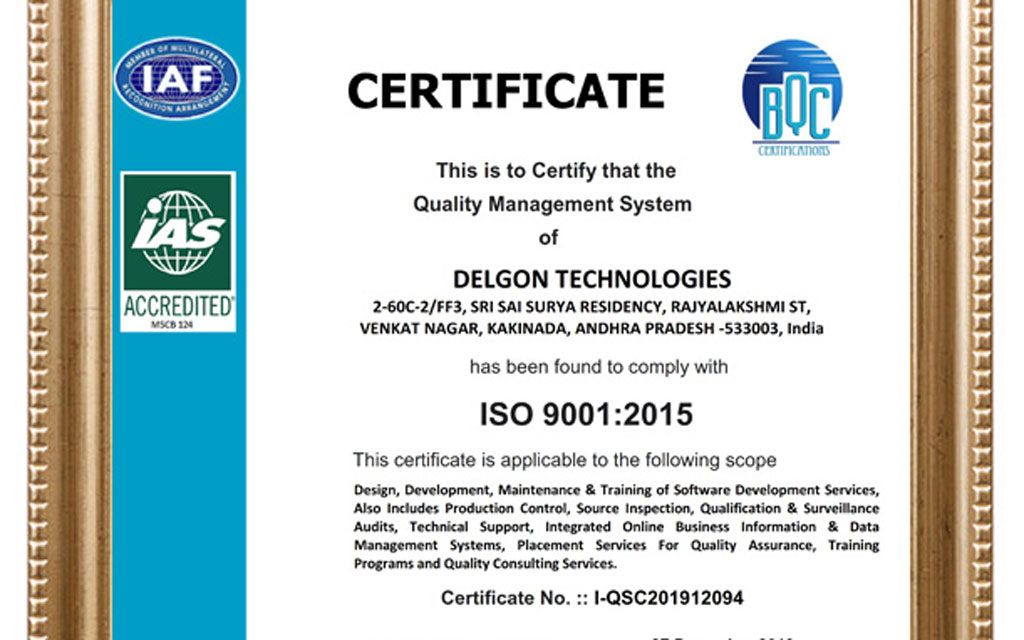 MEMBER OF MULTILATERAL
IAF
RECOGNITION ARRANGEMENT
CERTIFICATE
BQC
CERTIFICATIONS
This is to Certify that the
Quality Management System
of
IAS
ACCREDITED®
MSCB 124
DELGON TECHNOLOGIES
2-60C-2/FF3, SRI SAI SURYA RESIDENCY, RAJYALAKSHMI ST,
VENKAT NAGAR, KAKINADA, ANDHRA PRADESH -533003, India
has been found to comply with
ISO 9001:2015
This certificate is applicable to the following scope
Design, Development, Maintenance & Training of Software Development Services,
Also Includes Production Control, Source Inspection, Qualification & Surveillance
Audits, Technical Support, Integrated Online Business Information & Data
Management Systems, Placement Services For Quality Assurance, Training
Programs and Quality Consulting Services.
Certificate No. :: I-QSC201912094